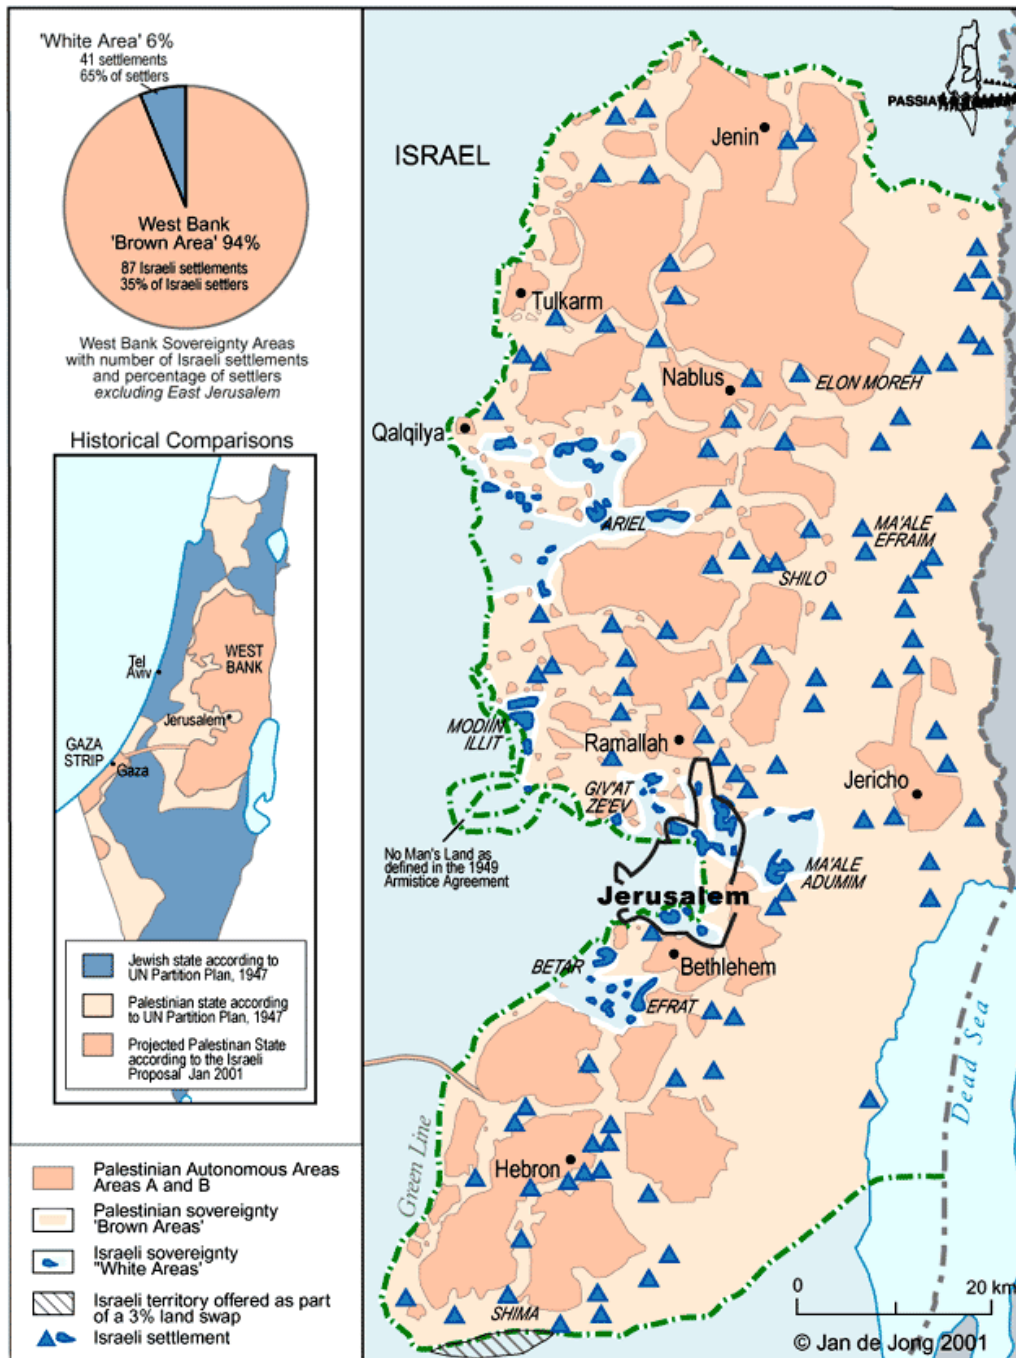 'White Area' 6%
41 settlements
65% of settlers
West Bank
'Brown Area' 94%
87 Israeli settlements
35% of Israeli settlers
West Bank Sovereignty Areas
with number of Israeli settlements
and percentage of settlers
excluding East Jerusalem
Historical Comparisons
WEST
BANK
Tel
Aviv
Jerusalem
GAZA
STRIP
Gaza
Jewish state according to
UN Partition Plan, 1947
Palestinian state according
to UN Partition Plan, 1947
Projected Palestinan State
according to the Israeli
Proposal Jan 2001
Palestinian Autonomous Areas
Areas A and B
Palestinian sovereignty
'Brown Areas'
Israeli sovereignty
"White Areas'
Israeli territory offered as part
of a 3% land swap
Israeli settlement
PASSIA
ISRAEL
Jenin
Tulkarm
Nablus
ELON MOREH
Qalqilya
ARIEL
MA'ALE
EFRAIM
SHILO
MODIIN
ILLIT
Ramallah
GIV'AT
ZE'EV
Jericho
No Man's Land as
defined in the 1949
Armistice Agreement
MA'ALE
ADUMIM
Jerusalem
BETAR
Bethlehem
EFRAT
Dead Sea
Green Line
Hebron
SHIMA
0 20 km
© Jan de Jong 2001